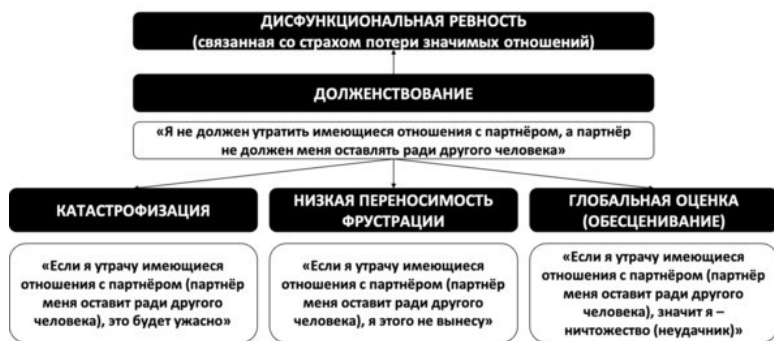 ДИСФУНКЦИОНАЛЬНАЯ РЕВНОСТЬ
(связанная со страхом потери значимых отношений)
ДОЛЖЕНСТВОВАНИЕ
«Я не должен утратить имеющиеся отношения с партнёром, а партнёр
не должен меня оставлять ради другого человека»
КАТАСТРОФИЗАЦИЯ
«Если я утрачу имеющиеся
отношения с партнёром (партнёр
меня оставит ради другого
человека), это будет ужасно»
НИЗКАЯ ПЕРЕНОСИМОСТЬ
ФРУСТРАЦИИ
«Если я утрачу имеющиеся
отношения с партнёром (партнёр
меня оставит ради другого
человека), я этого не вынесу»
ГЛОБАЛЬНАЯ ОЦЕНКА
(ОБЕСЦЕНИВАНИЕ)
«Если я утрачу имеющиеся
отношения с партнёром (партнёр
меня оставит ради другого
человека), значит я –
ничтожество (неудачник)»